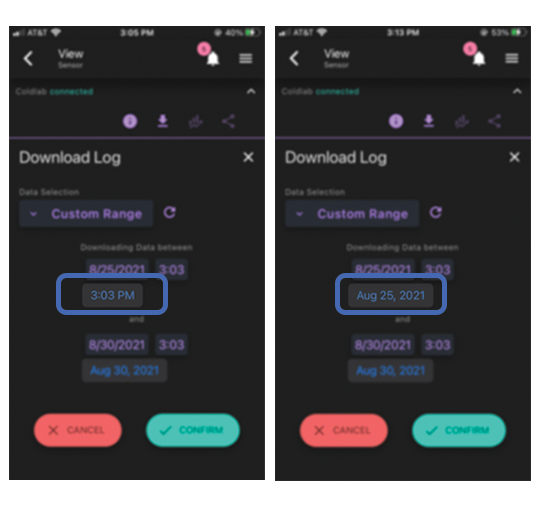 AT&T 3:05 PM 40%
View
Sensor
5
Coldlab connected
Download Log
Data Selection
Custom Range
Downloading Data between
8/25/2021 3:03
3:03 PM
and
8/30/2021 3:03
Aug 30, 2021
CANCEL CONFIRM
AT&T 3:13 PM 53%
View
Sensor
5
Coldlab connected
Download Log
Data Selection
Custom Range
Downloading Data between
8/25/2021 3:03
Aug 25, 2021
and
8/30/2021 3:03
Aug 30, 2021
CANCEL CONFIRM